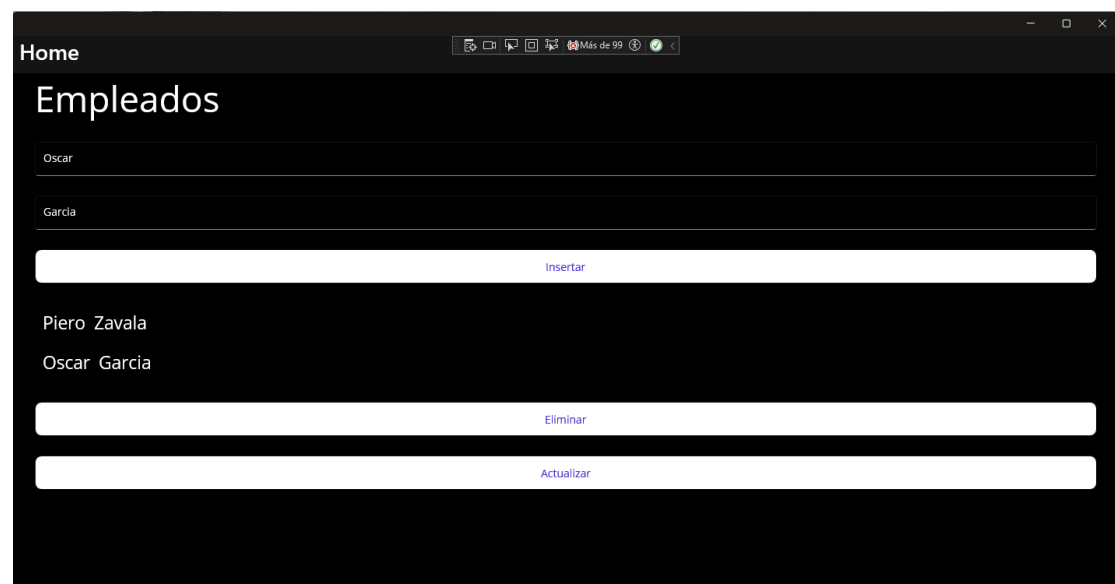 Home
Más de 99
Empleados
Oscar
Garcia
Insertar
Piero Zavala
Oscar Garcia
Eliminar
Actualizar